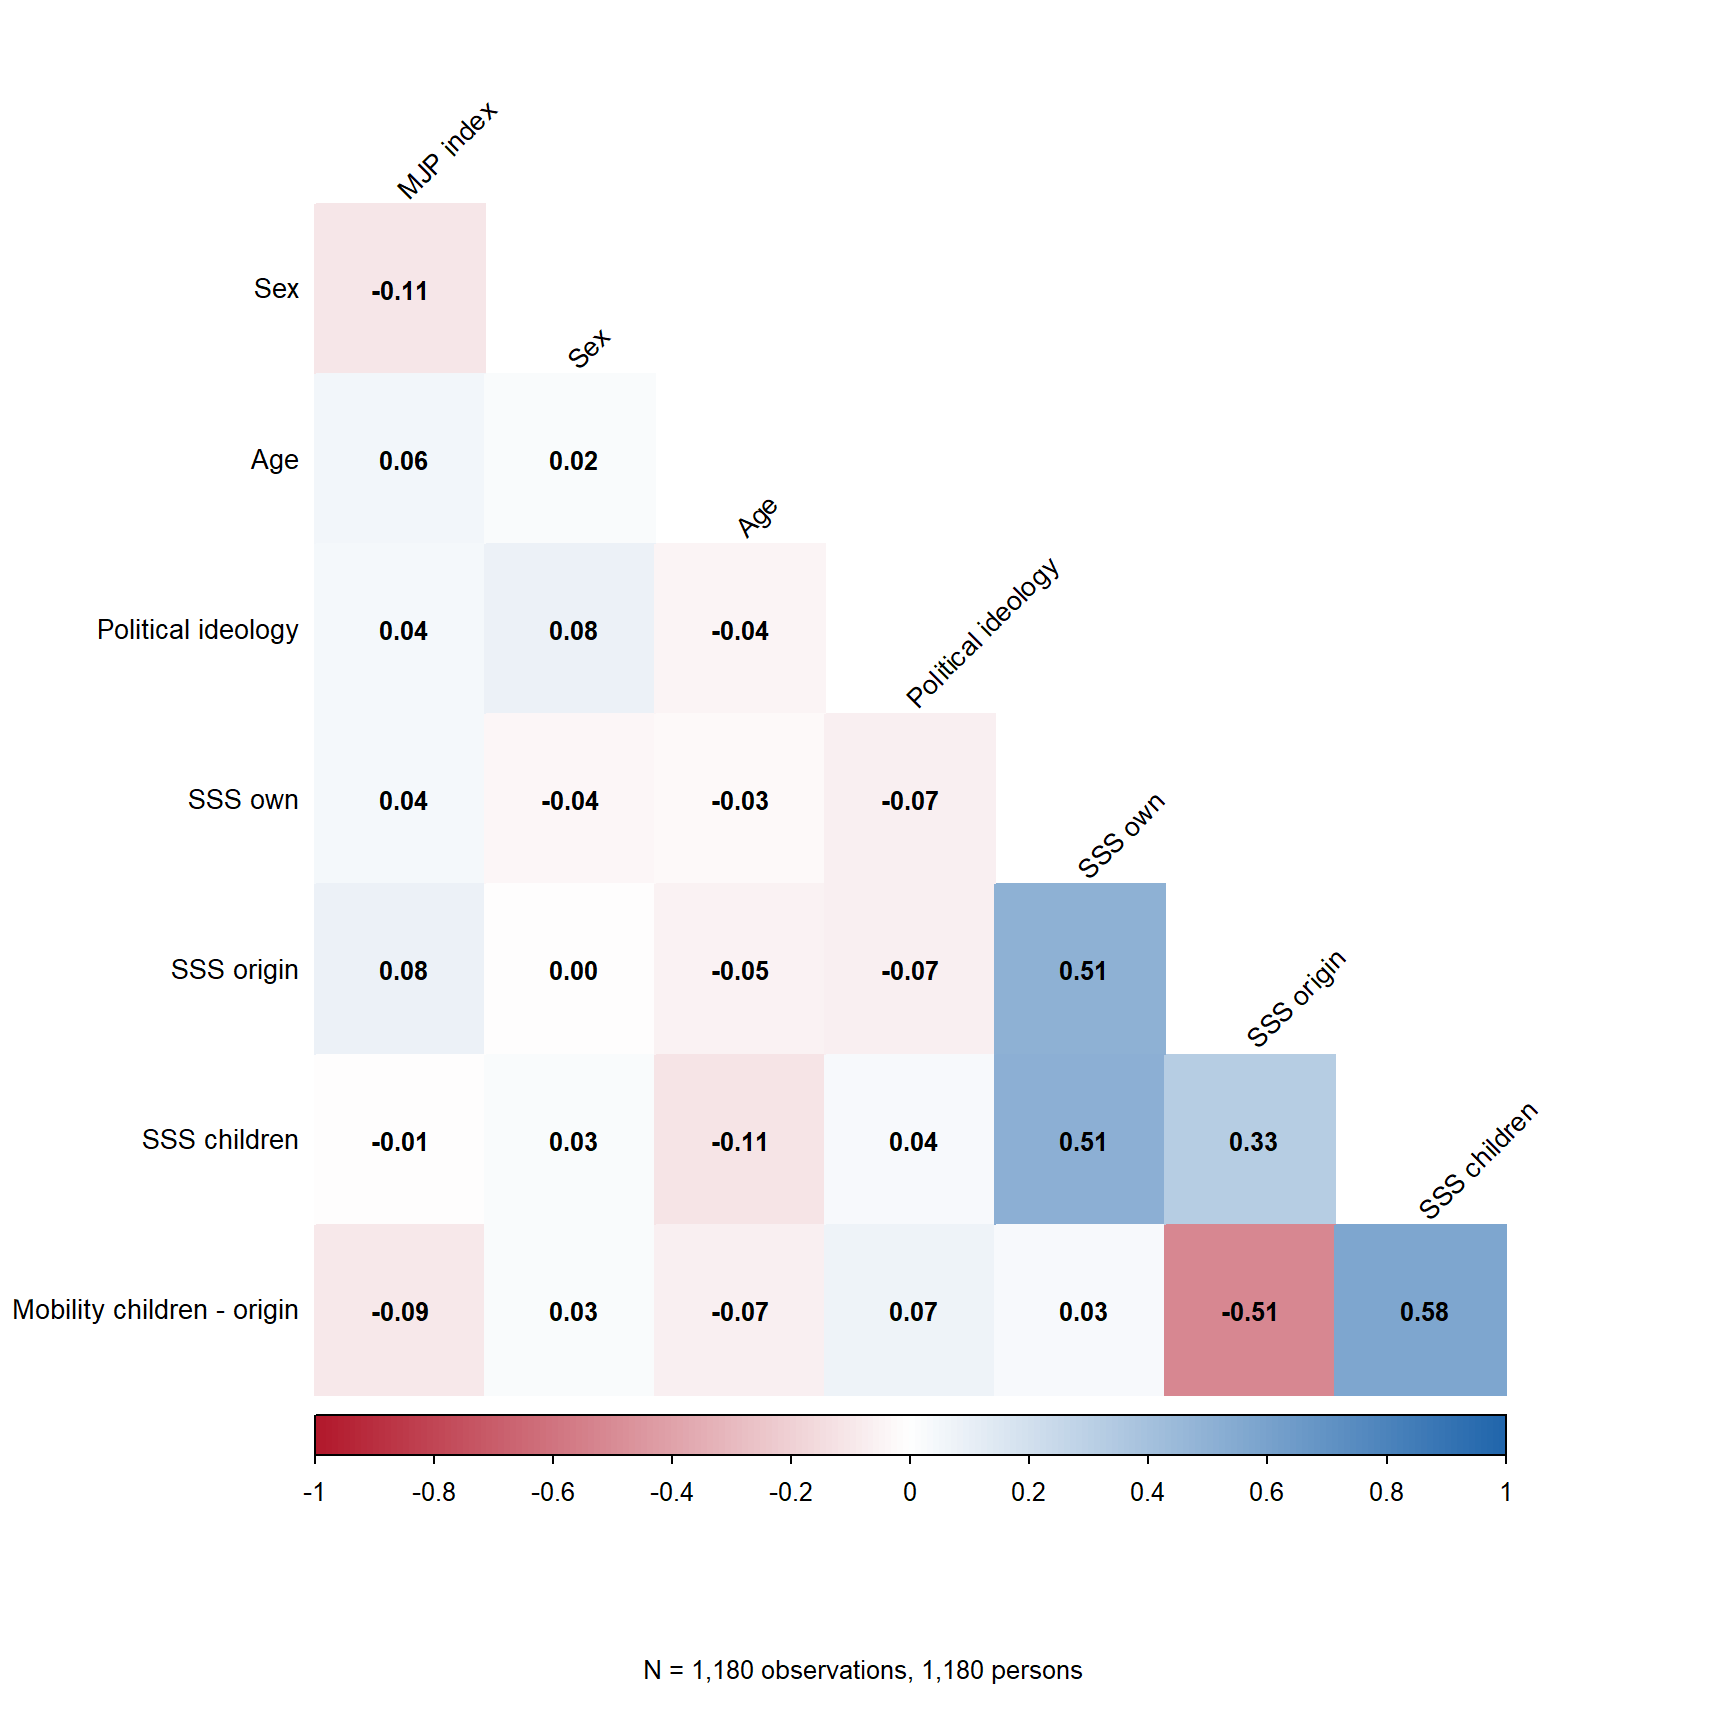 MJP index
Sex -0.11
Sex
Age 0.06 0.02
Age
Political ideology 0.04 0.08 -0.04
Political ideology
SSS own 0.04 -0.04 -0.03 -0.07
SSS own
SSS origin 0.08 0.00 -0.05 -0.07 0.51
SSS origin
SSS children -0.01 0.03 -0.11 0.04 0.51 0.33
SSS children
Mobility children - origin -0.09 0.03 -0.07 0.07 0.03 -0.51 0.58
-1 -0.8 -0.6 -0.4 -0.2 0 0.2 0.4 0.6 0.8 1
N = 1,180 observations, 1,180 persons